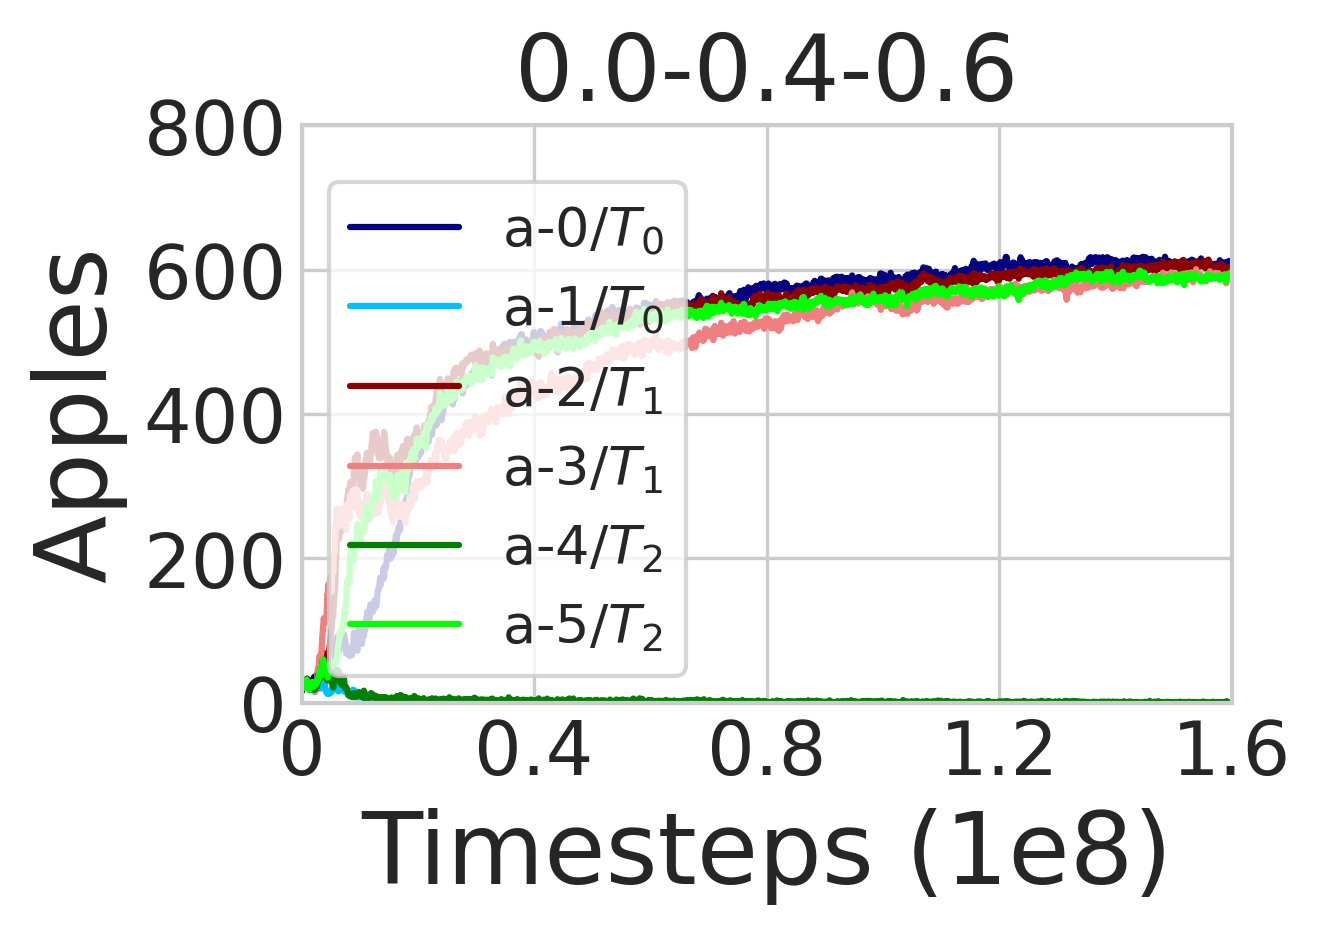 0.0-0.4-0.6
800
600
400
200
0
Apples
a-0/T₀
a-1/T₀
a-2/T₁
a-3/T₁
a-4/T₂
a-5/T₂
0 0.4 0.8 1.2 1.6
Timesteps (1e8)